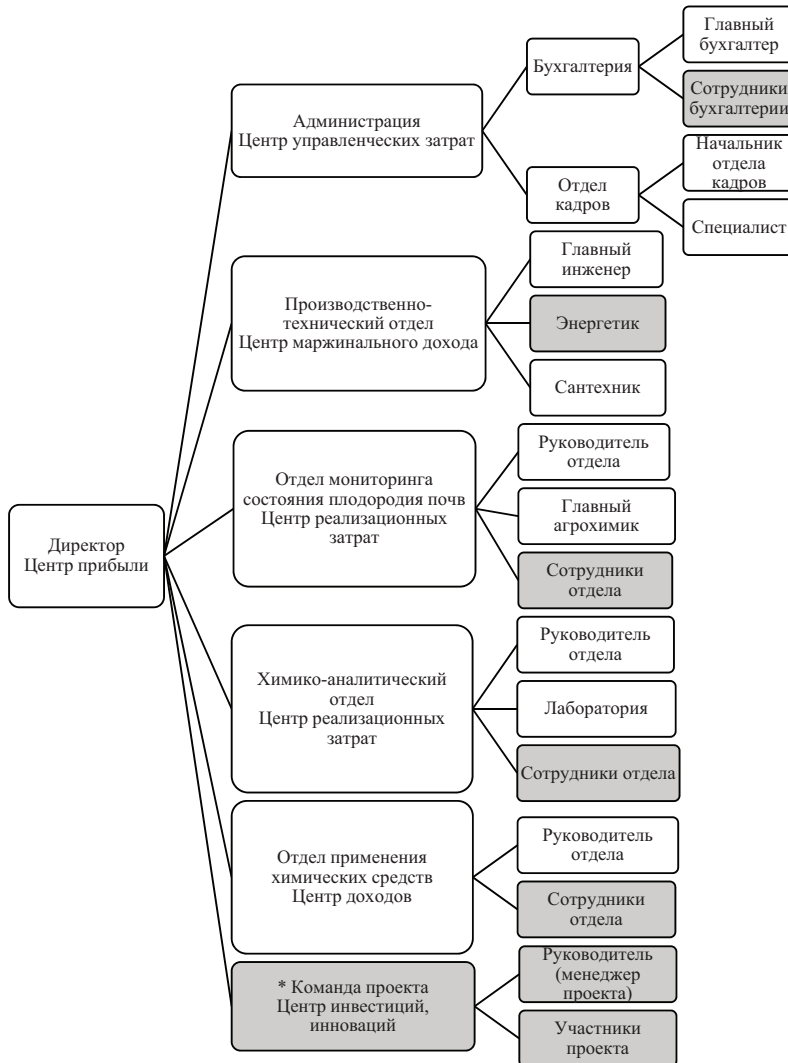 Директор
Центр прибыли
Администрация
Центр управленческих затрат
Бухгалтерия
Главный
бухгалтер
Сотрудники
бухгалтерии
Отдел
кадров
Начальник
отдела
кадров
Специалист
Производственно-
технический отдел
Центр маржинального дохода
Главный
инженер
Энергетик
Сантехник
Отдел мониторинга
состояния плодородия почв
Центр реализационных
затрат
Руководитель
отдела
Главный
агрохимик
Сотрудники
отдела
Химико-аналитический
отдел
Центр реализационных
затрат
Руководитель
отдела
Лаборатория
Сотрудники отдела
Отдел применения
химических средств
Центр доходов
Руководитель
отдела
Сотрудники
отдела
* Команда проекта
Центр инвестиций,
инноваций
Руководитель
(менеджер
проекта)
Участники
проекта